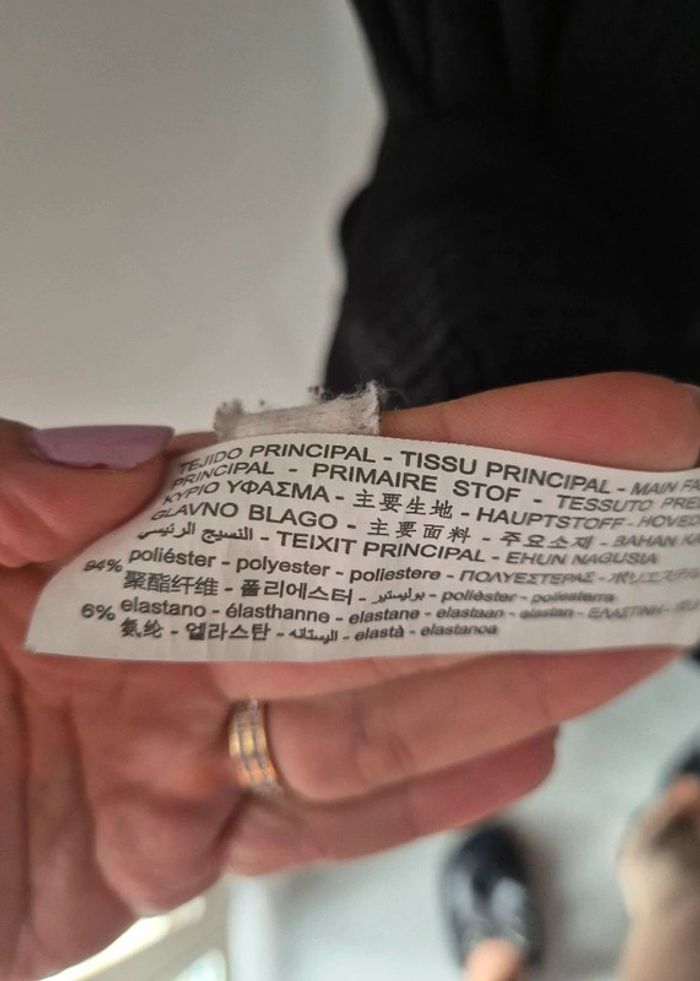 TEJIDO PRINCIPAL - TISSU PRINCIPAL - MAIN
PRINCIPAL - PRIMAIRE STOF - TESSUTO
ΚΥΡΙΟ ΥΦΑΣΜΑ - 主要生地 - HAUPTSTOFF -
GLAVNO BLAGO - 主要面料 - 주요소재 - BAHAN
النسيج الرئيسي - TEIXIT PRINCIPAL - EHUN NAGUSIA
94% poliéster - polyester - poliestere - ΠΟΛΥΕΣΤΕΡΑΣ -
聚酯纤维 - 폴리에스터 - بوليستير - polièster - poliesterra
6% elastano - élasthanne - elastane - elastaan - elastan - ΕΛΑΣΤΙΝΗ -
氨纶 - 엘라스탄 - اليستانه - elastà - elastanoa